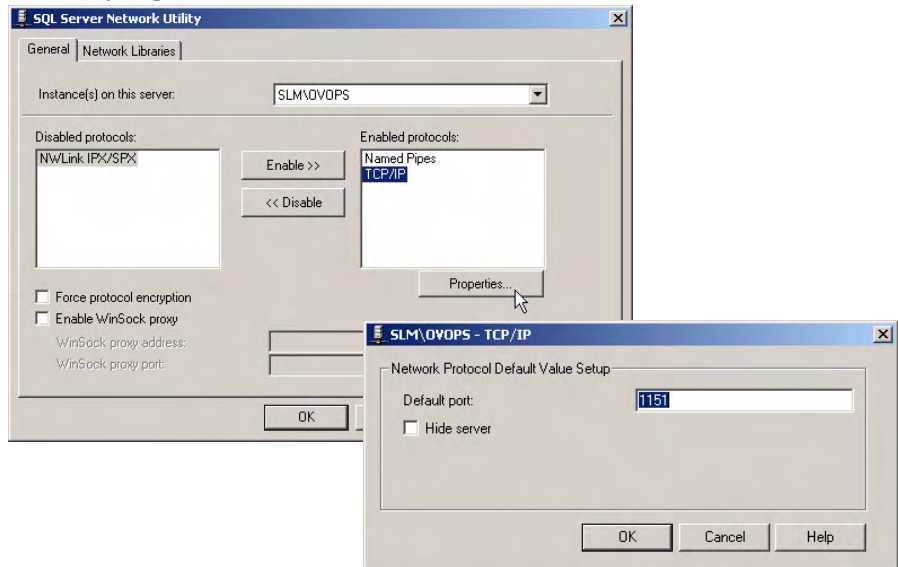 SQL Server Network Utility
General Network Libraries
Instance(s) on this server: SLM\OVOPS
Disabled protocols: Enabled protocols:
NWLink IPX/SPX Enable >> Named Pipes
TCP/IP
<< Disable
Properties...
Force protocol encryption
Enable WinSock proxy
WinSock proxy address:
WinSock proxy port:
OK
SLM\OVOPS - TCP/IP
Network Protocol Default Value Setup
Default port: 1151
Hide server
OK Cancel Help